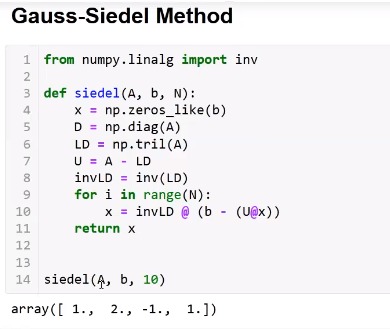 Gauss-Siedel Method
1 from numpy.linalg import inv
2
3 def siedel(A, b, N):
4     x = np.zeros_like(b)
5     D = np.diag(A)
6     LD = np.tril(A)
7     U = A - LD
8     invLD = inv(LD)
9     for i in range(N):
10         x = invLD @ (b - (U@x))
11     return x
12
13
14 siedel(A, b, 10)
array([ 1.,  2., -1.,  1.])